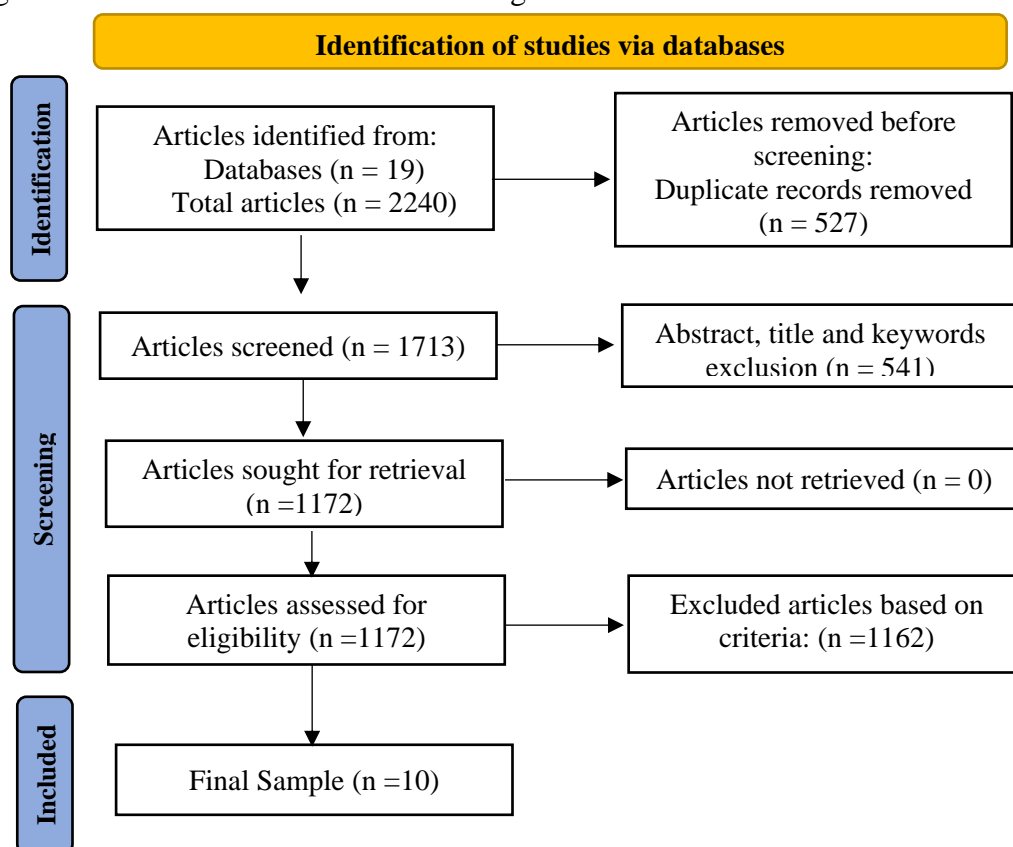 Identification of studies via databases
Identification
Articles identified from:
Databases (n = 19)
Total articles (n = 2240)
Articles removed before
screening:
Duplicate records removed
(n = 527)
Screening
Articles screened (n = 1713)
Abstract, title and keywords
exclusion (n = 541)
Articles sought for retrieval
(n =1172)
Articles not retrieved (n = 0)
Articles assessed for
eligibility (n =1172)
Excluded articles based on
criteria: (n =1162)
Included
Final Sample (n =10)